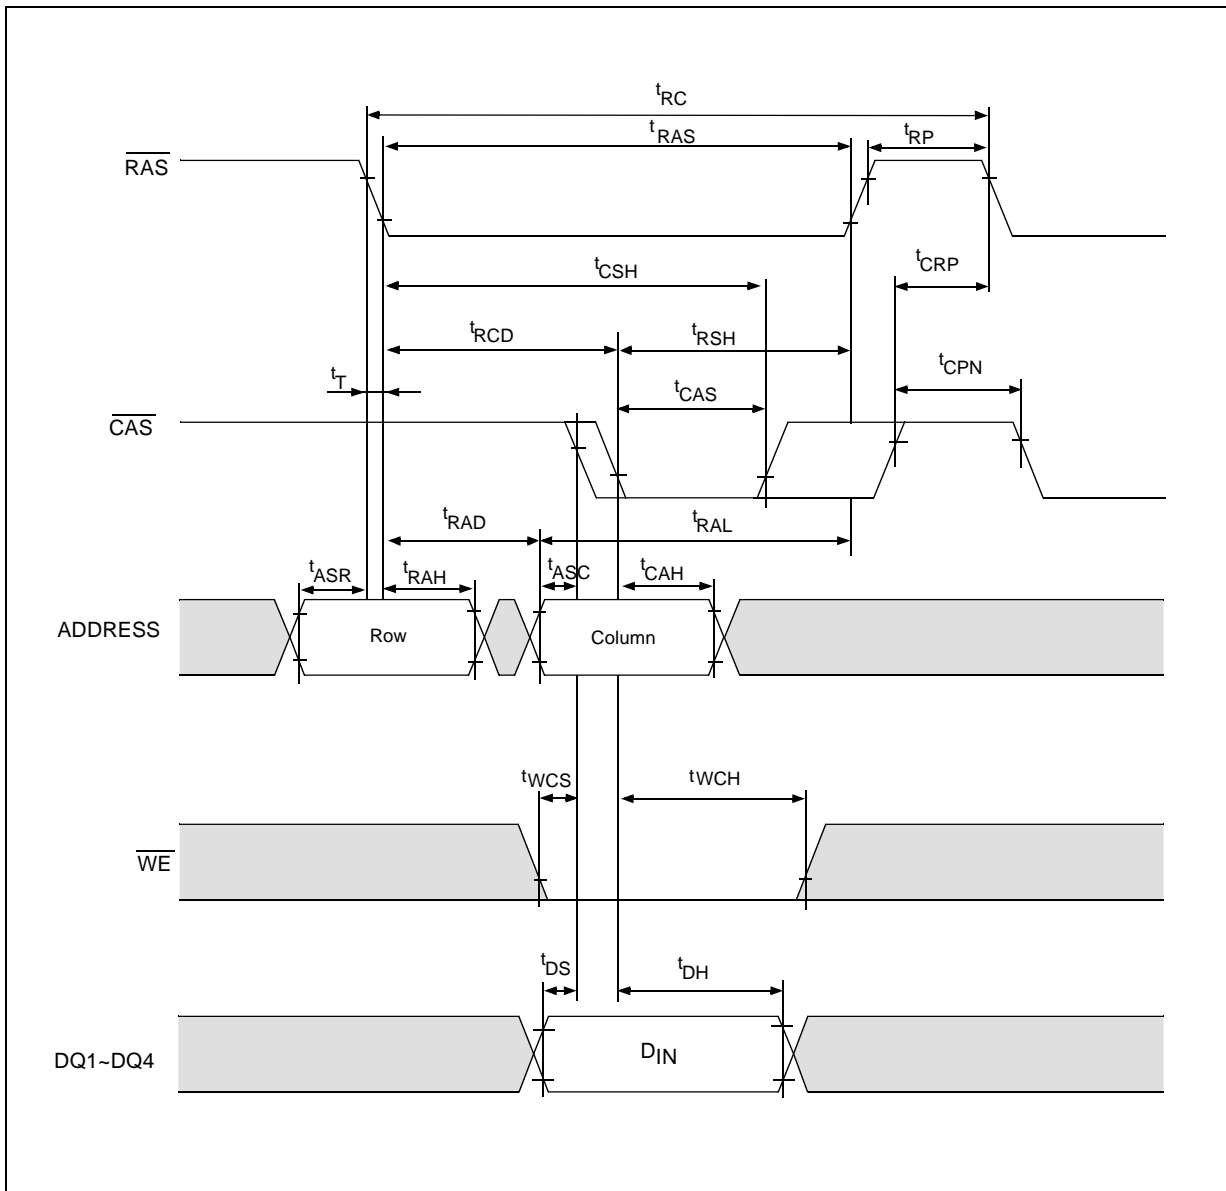 tRC
tRAS
tRP
RAS
tCSH
tCRP
tRCD
tRSH
tT
tCAS
tCPN
CAS
tRAD
tRAL
tASR
tRAH
tASC
tCAH
ADDRESS
Row
Column
tWCS
tWCH
WE
tDS
tDH
DQ1~DQ4
DIN